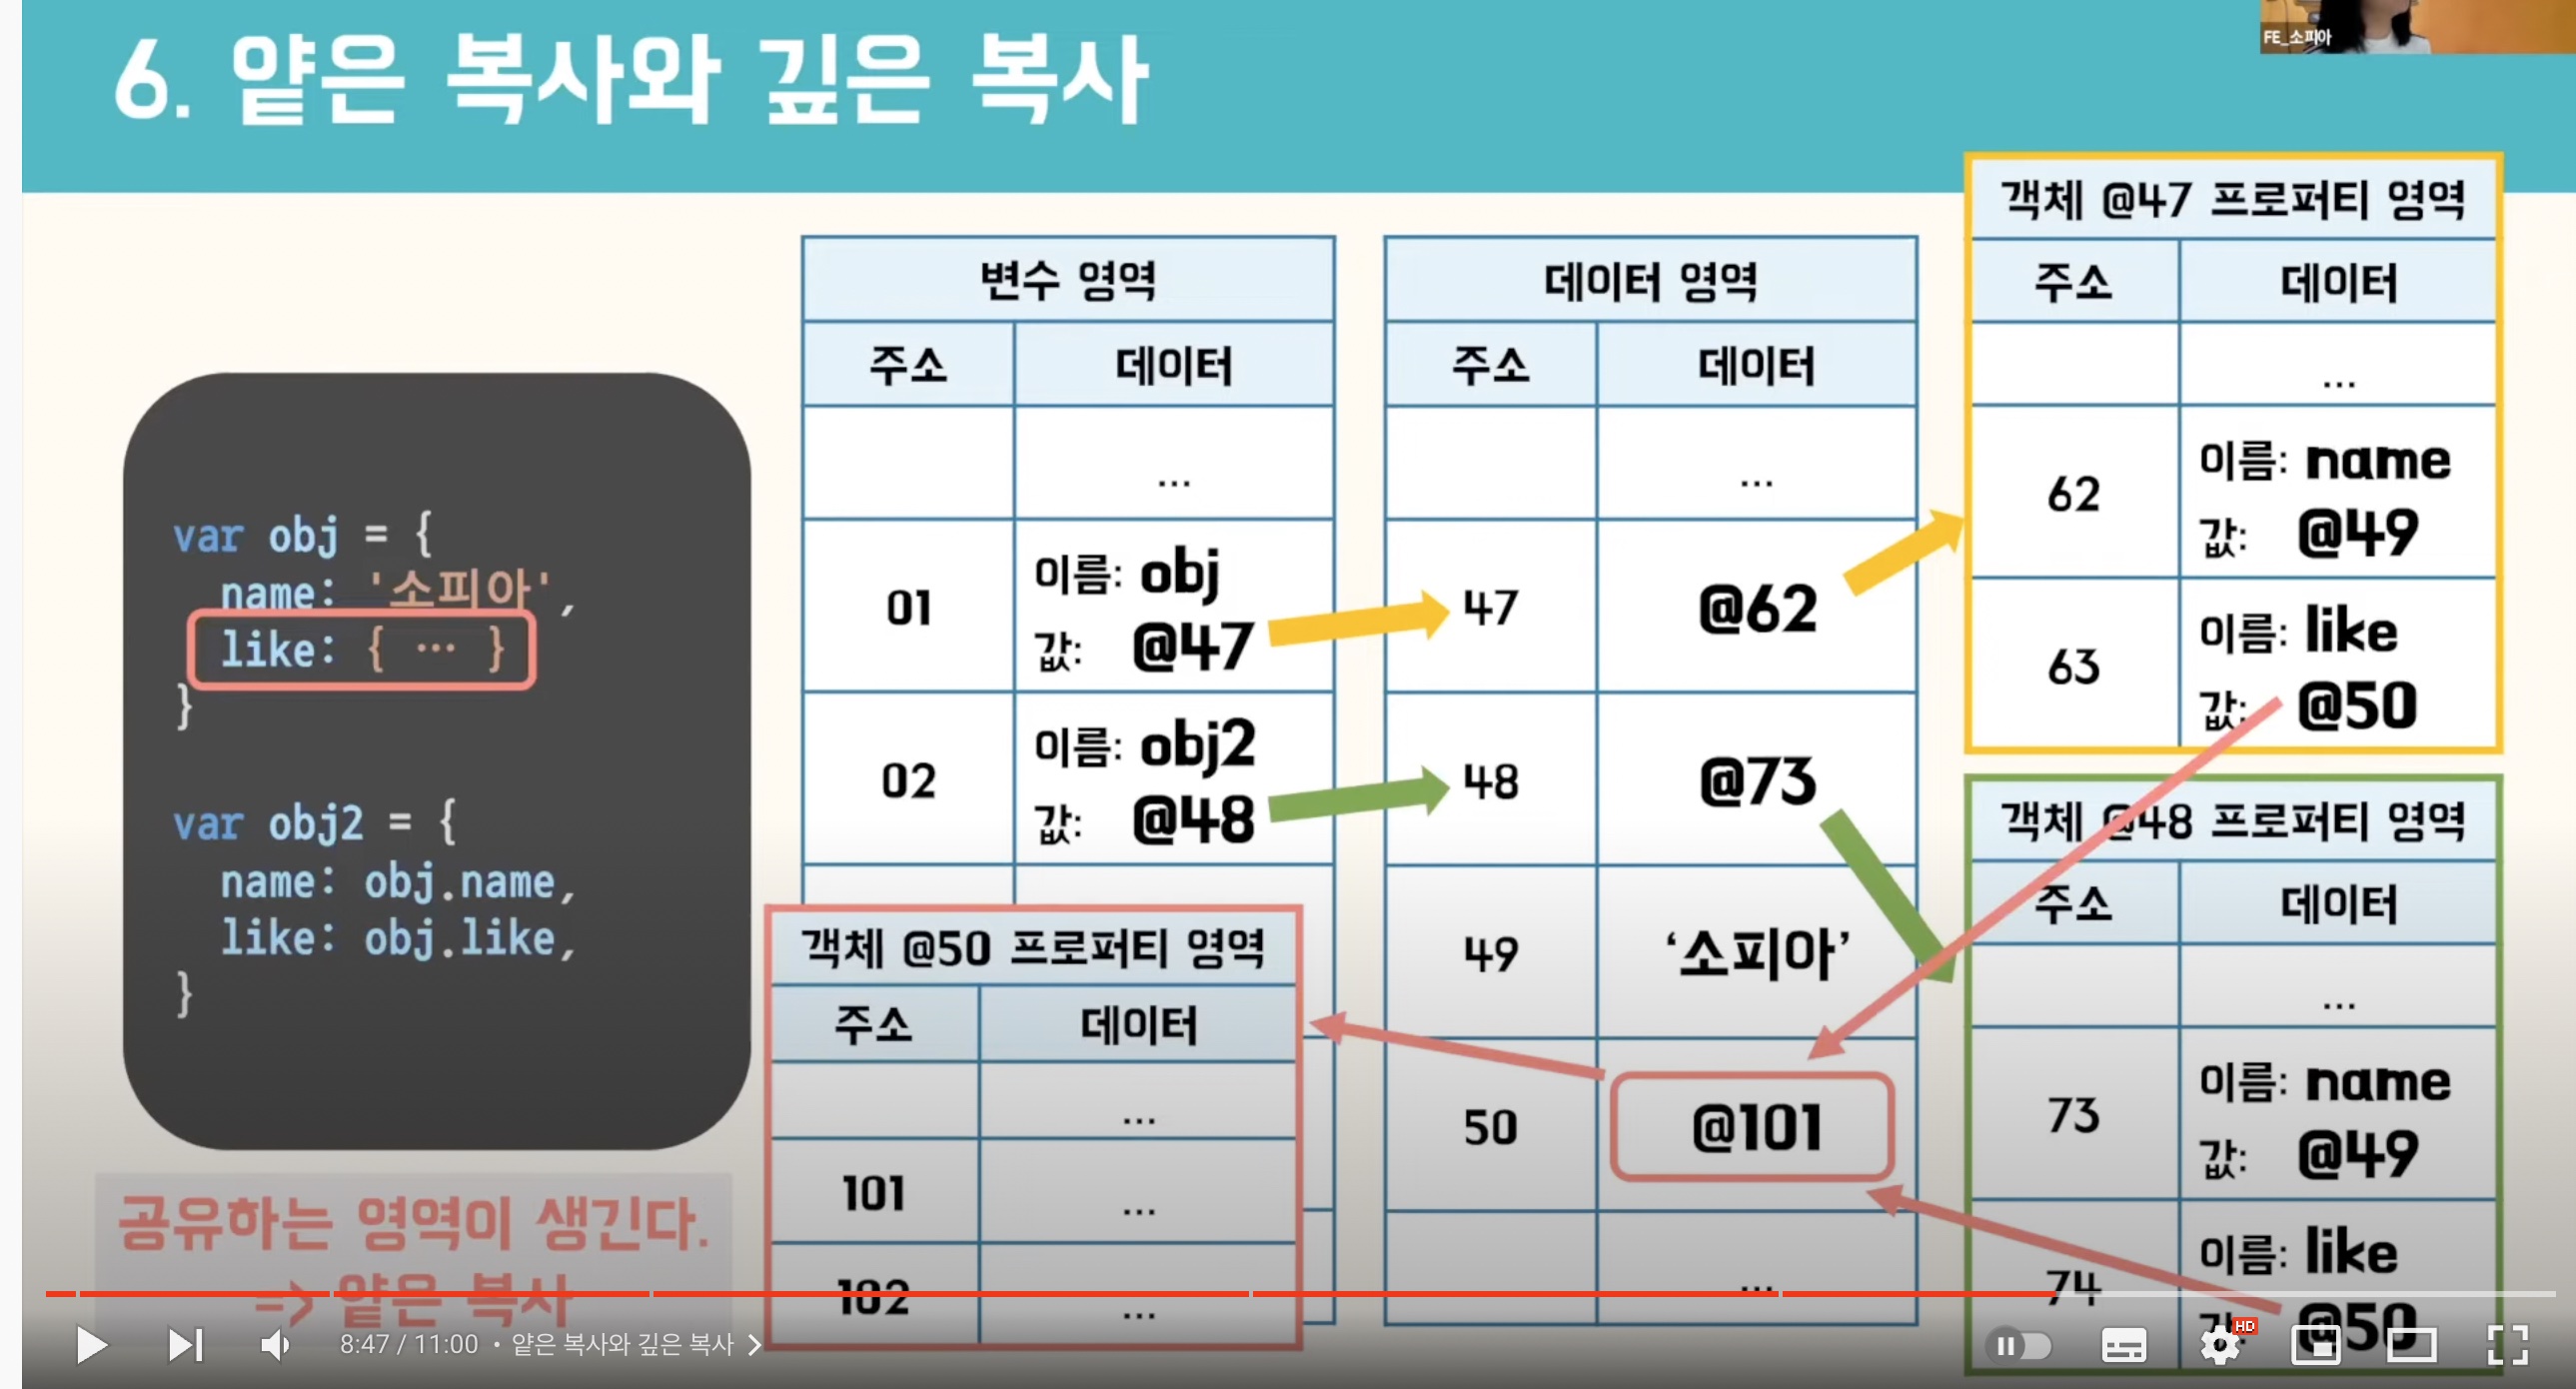 6. 얕은 복사와 깊은 복사
FE_소피아
var obj = {
name: '소피아',
like: { ··· }
}
var obj2 = {
name: obj.name,
like: obj.like,
}
공유하는 영역이 생긴다.
=> 얕은 복사
변수 영역
주소 데이터
...
01 이름: obj
값: @47
02 이름: obj2
값: @48
객체 @50 프로퍼티 영역
주소 데이터
...
101 ...
102 ...
데이터 영역
주소 데이터
...
47 @62
48 @73
49 ‘소피아’
50 @101
...
객체 @47 프로퍼티 영역
주소 데이터
...
62 이름: name
값: @49
63 이름: like
값: @50
객체 @48 프로퍼티 영역
주소 데이터
...
73 이름: name
값: @49
74 이름: like
값: @50
8:47 / 11:00 • 얕은 복사와 깊은 복사
HD